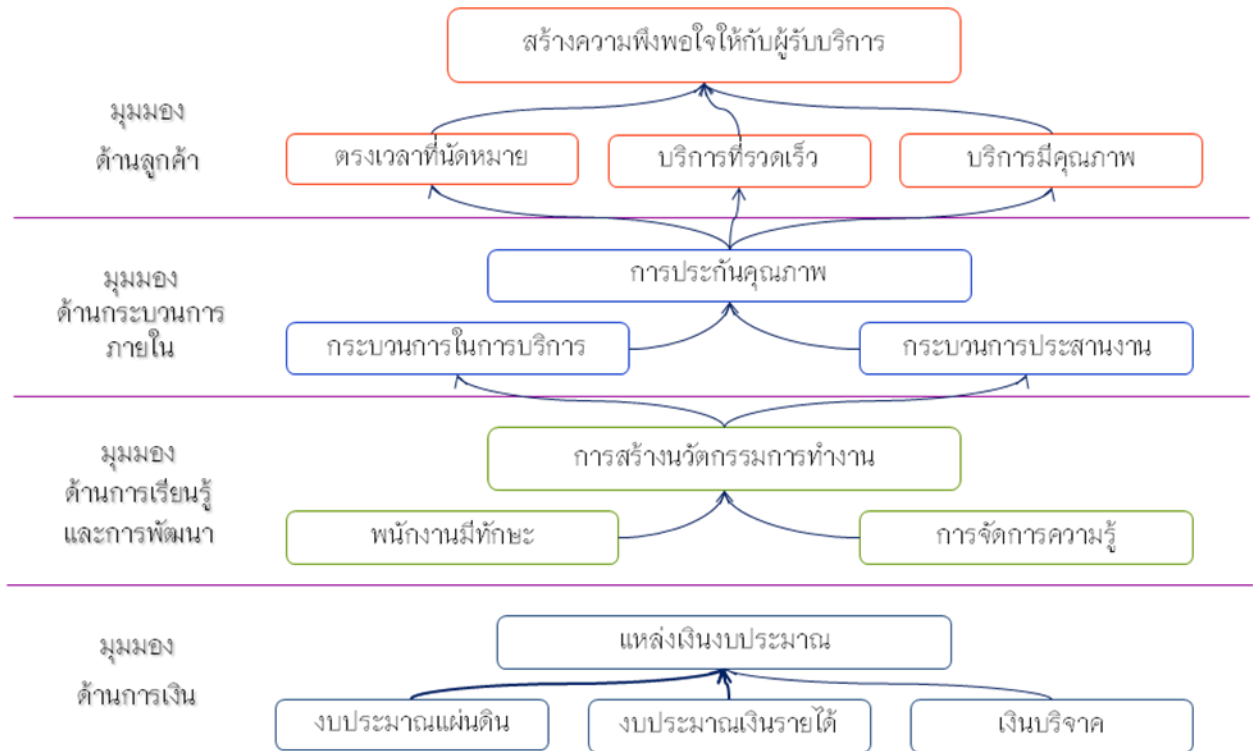 สร้างความพึงพอใจให้กับผู้รับบริการ
มุมมอง
ด้านลูกค้า
ตรงเวลาที่นัดหมาย
บริการที่รวดเร็ว
บริการมีคุณภาพ
มุมมอง
ด้านกระบวนการ
ภายใน
การประกันคุณภาพ
กระบวนการในการบริการ
กระบวนการประสานงาน
มุมมอง
ด้านการเรียนรู้
และการพัฒนา
การสร้างนวัตกรรมการทำงาน
พนักงานมีทักษะ
การจัดการความรู้
มุมมอง
ด้านการเงิน
แหล่งเงินงบประมาณ
งบประมาณแผ่นดิน
งบประมาณเงินรายได้
เงินบริจาค